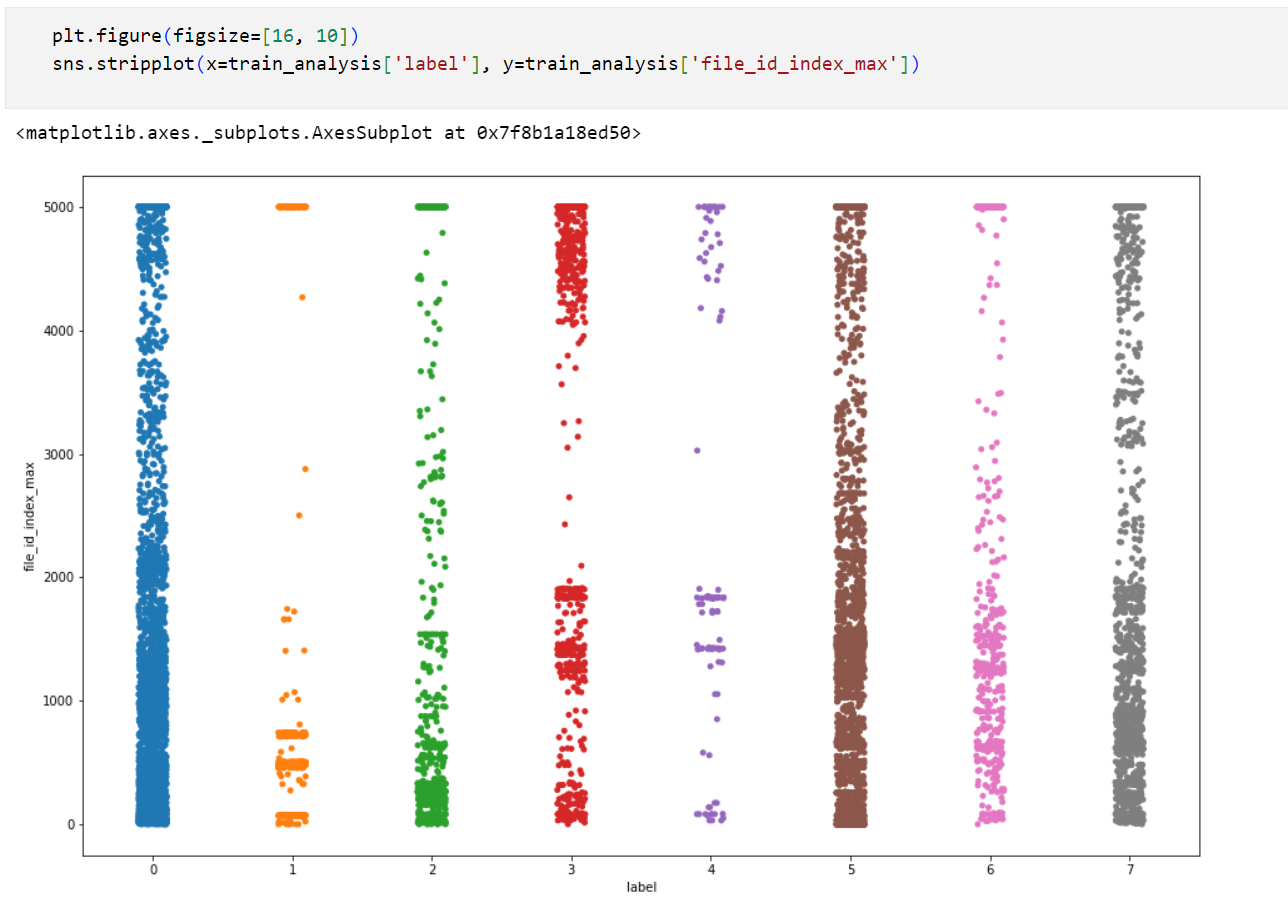 plt.figure(figsize=[16, 10])
sns.stripplot(x=train_analysis['label'], y=train_analysis['file_id_index_max'])
<matplotlib.axes._subplots.AxesSubplot at 0x7f8b1a18ed50>
5000
4000
3000
2000
1000
0
file_id_index_max
0 1 2 3 4 5 6 7
label